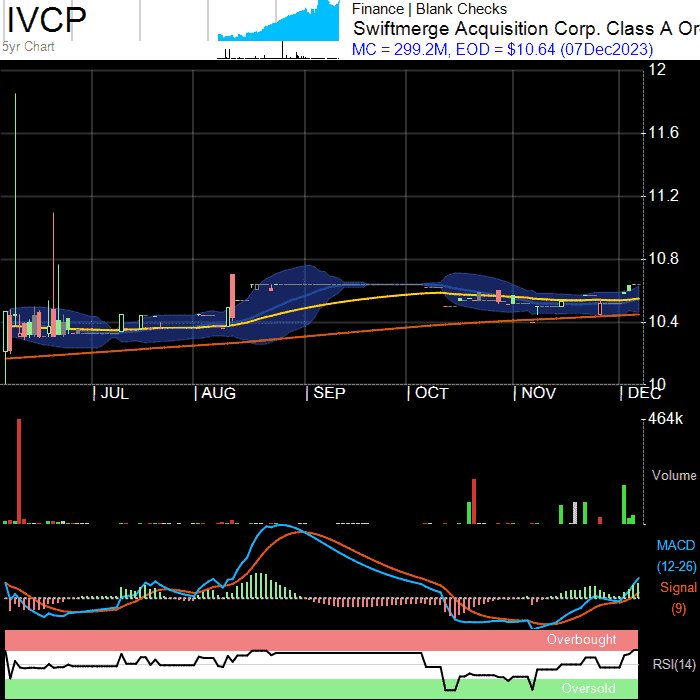 IVCP
5yr Chart
Finance | Blank Checks
Swiftmerge Acquisition Corp. Class A Or
MC = 299.2M, EOD = $10.64 (07Dec2023)
12
11.6
11.2
10.8
10.4
10
JUL AUG SEP OCT NOV DEC
464k
Volume
MACD
(12-26)
Signal
(9)
Overbought
RSI(14)
Oversold